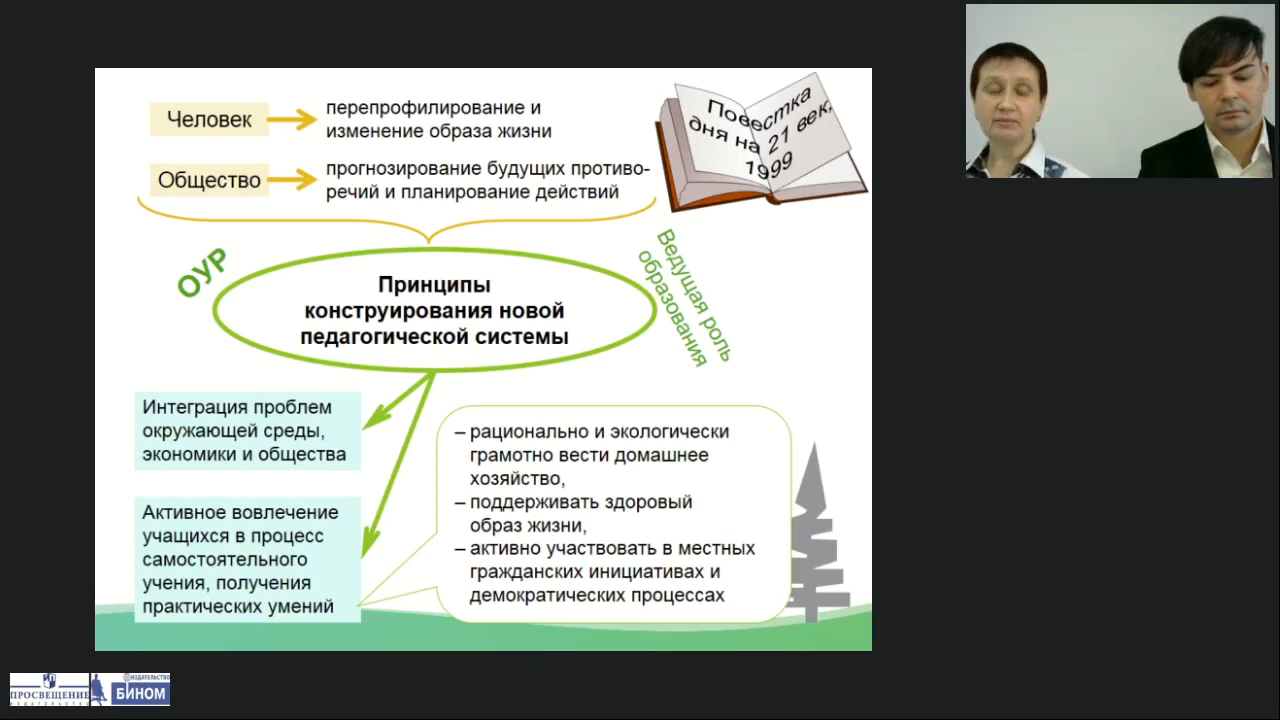 Человек
перепрофилирование и
изменение образа жизни
Общество
прогнозирование будущих противо-
речий и планирование действий
Повестка
дня на 21 век,
1999
ОУР
Ведущая роль
образования
Принципы
конструирования новой
педагогической системы
Интеграция проблем
окружающей среды,
экономики и общества
Активное вовлечение
учащихся в процесс
самостоятельного
учения, получения
практических умений
– рационально и экологически
грамотно вести домашнее
хозяйство,
– поддерживать здоровый
образ жизни,
– активно участвовать в местных
гражданских инициативах и
демократических процессах
ПРОСВЕЩЕНИЕ
ИЗДАТЕЛЬСТВО
ИЗДАТЕЛЬСТВО
БИНОМ